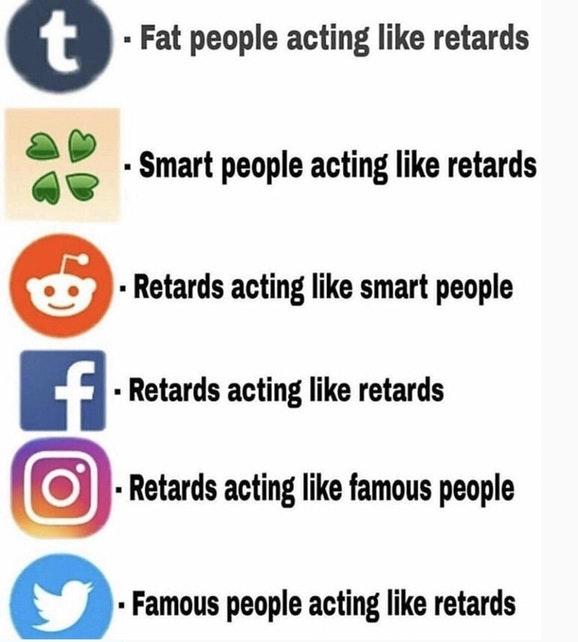 t
- Fat people acting like retards
- Smart people acting like retards
- Retards acting like smart people
f
- Retards acting like retards
- Retards acting like famous people
- Famous people acting like retards